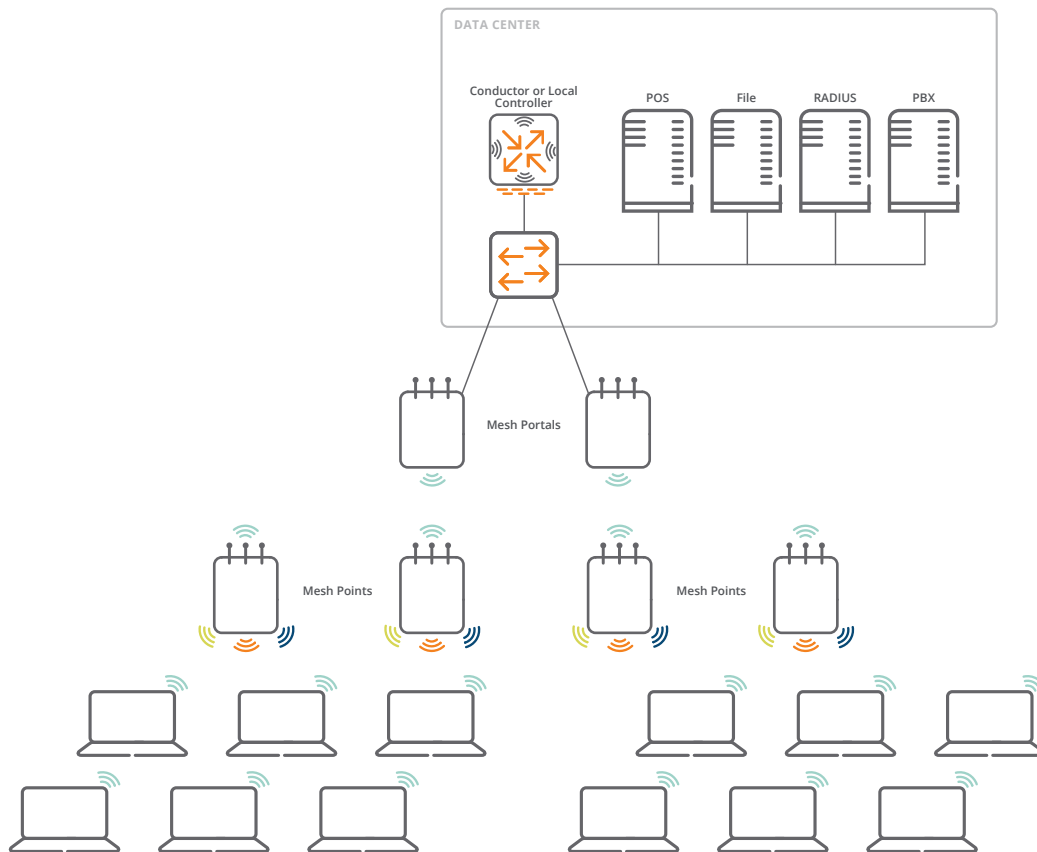 DATA CENTER
Conductor or Local
Controller
POS
File
RADIUS
PBX
Mesh Portals
Mesh Points
Mesh Points